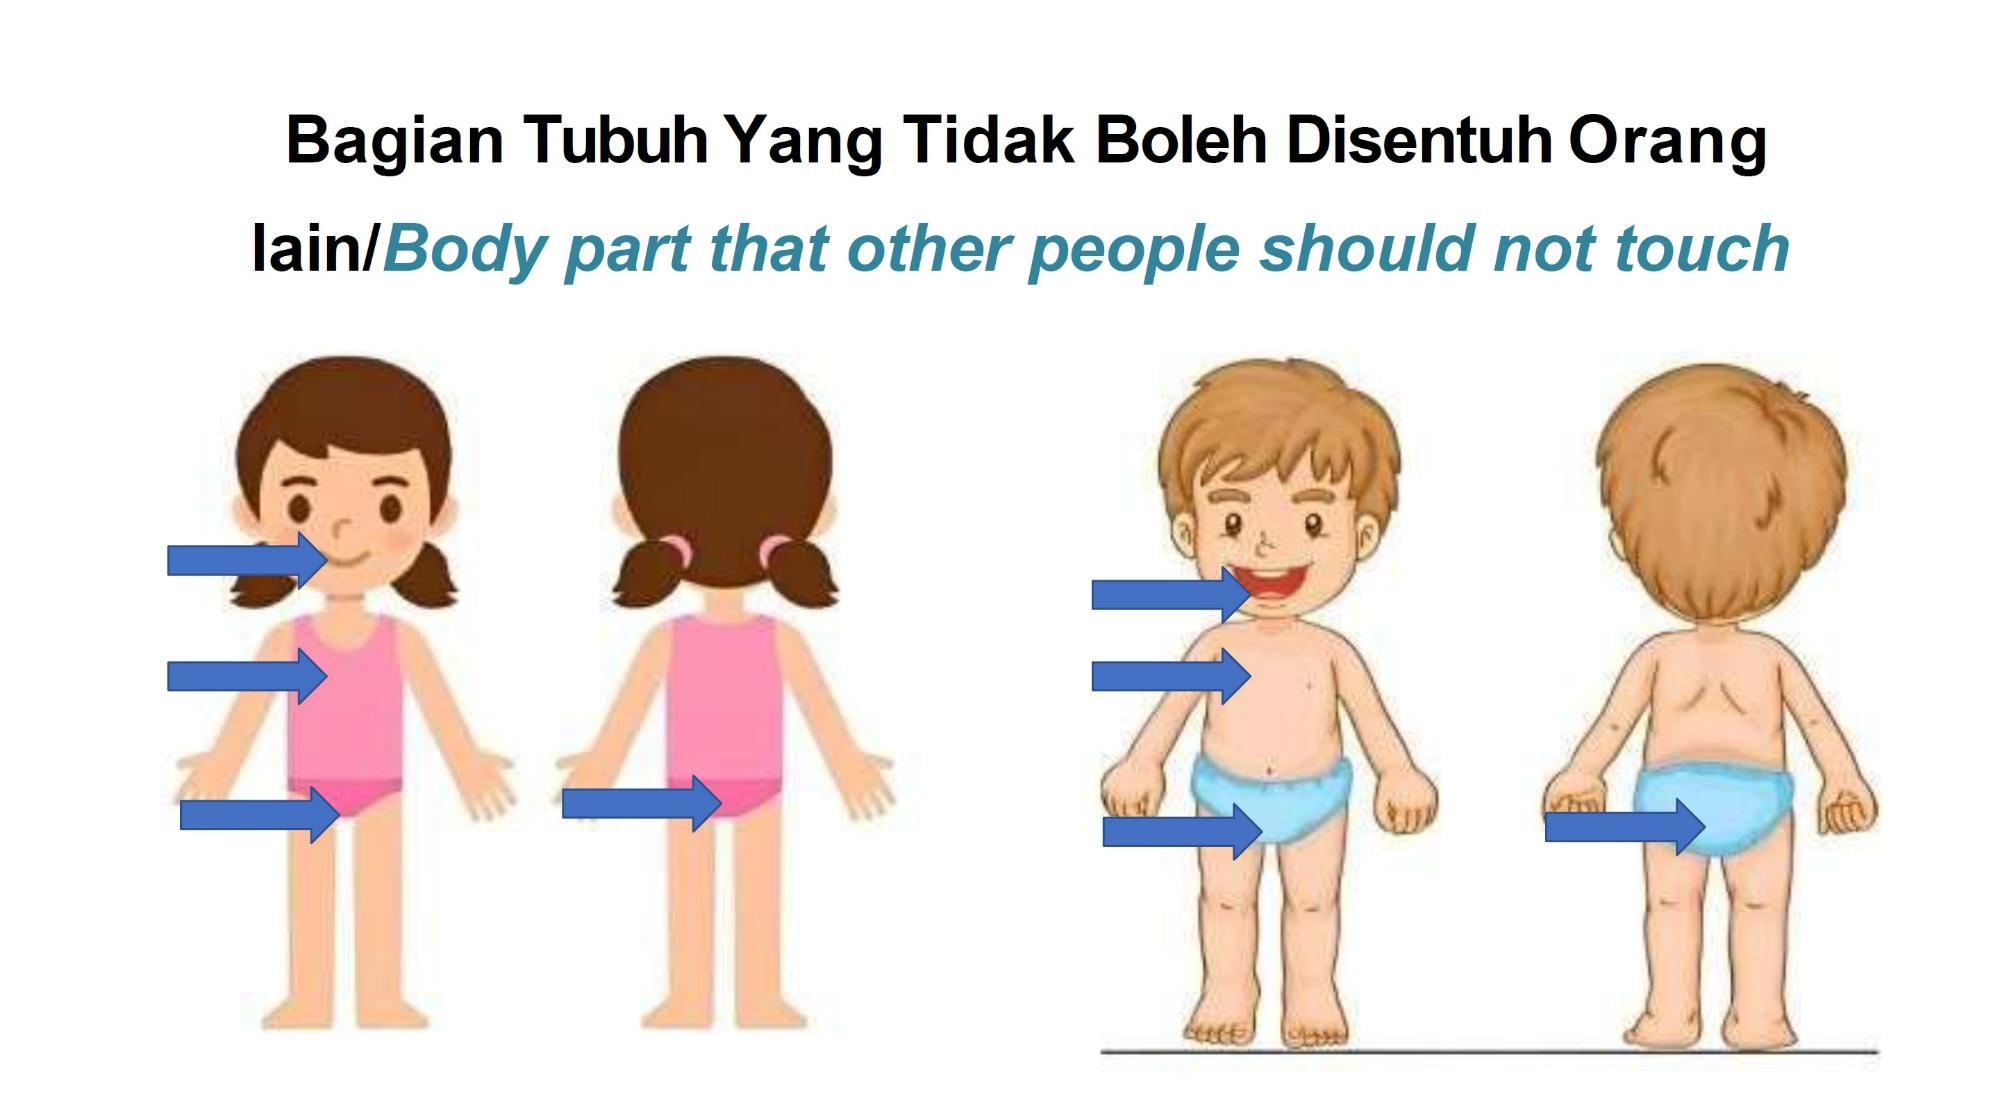 Bagian Tubuh Yang Tidak Boleh Disentuh Orang
lain/Body part that other people should not touch